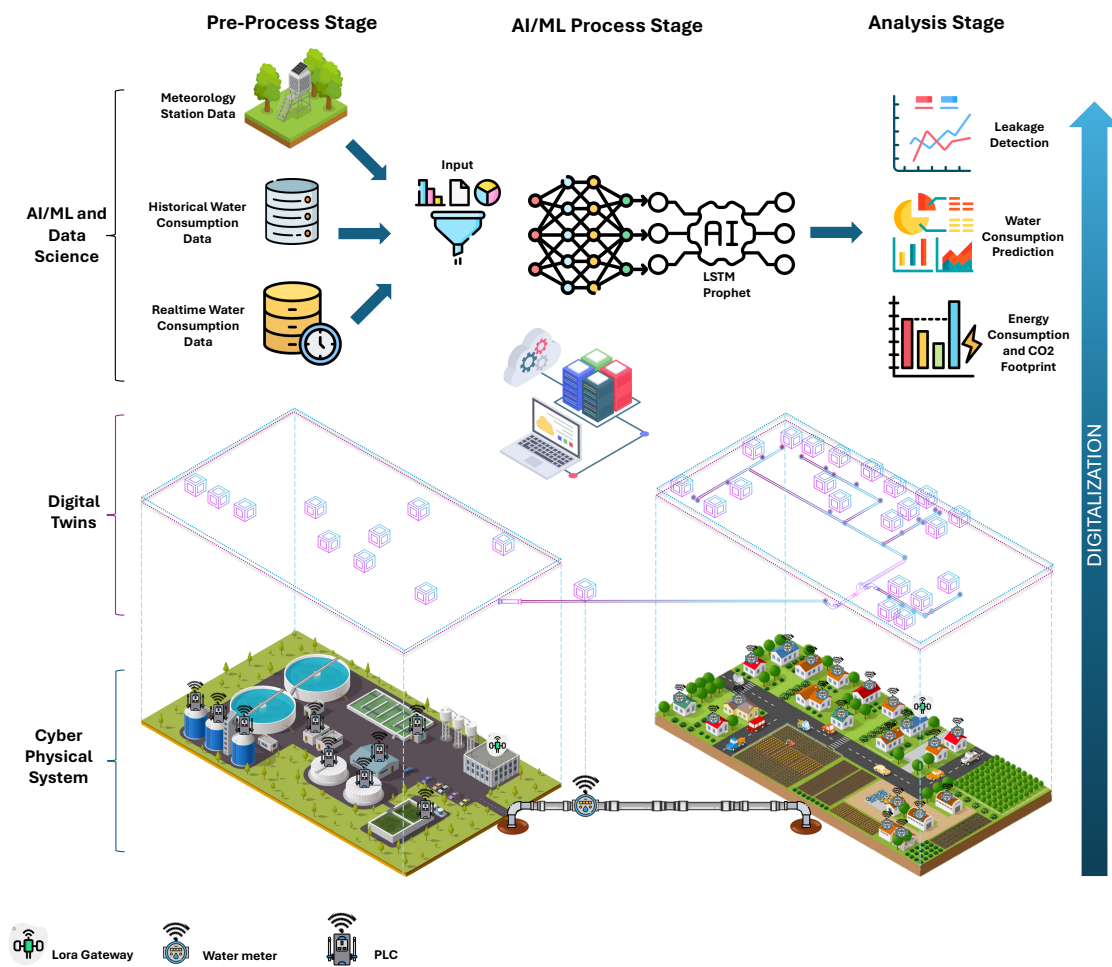 Pre-Process Stage
AI/ML Process Stage
Analysis Stage
Meteorology
Station Data
Input
Leakage
Detection
AI/ML and
Data
Science
Historical Water
Consumption
Data
AI
LSTM
Prophet
Water
Consumption
Prediction
Realtime Water
Consumption
Data
Energy
Consumption
and CO2
Footprint
DIGITALIZATION
Digital
Twins
Cyber
Physical
System
Lora Gateway
Water meter
PLC